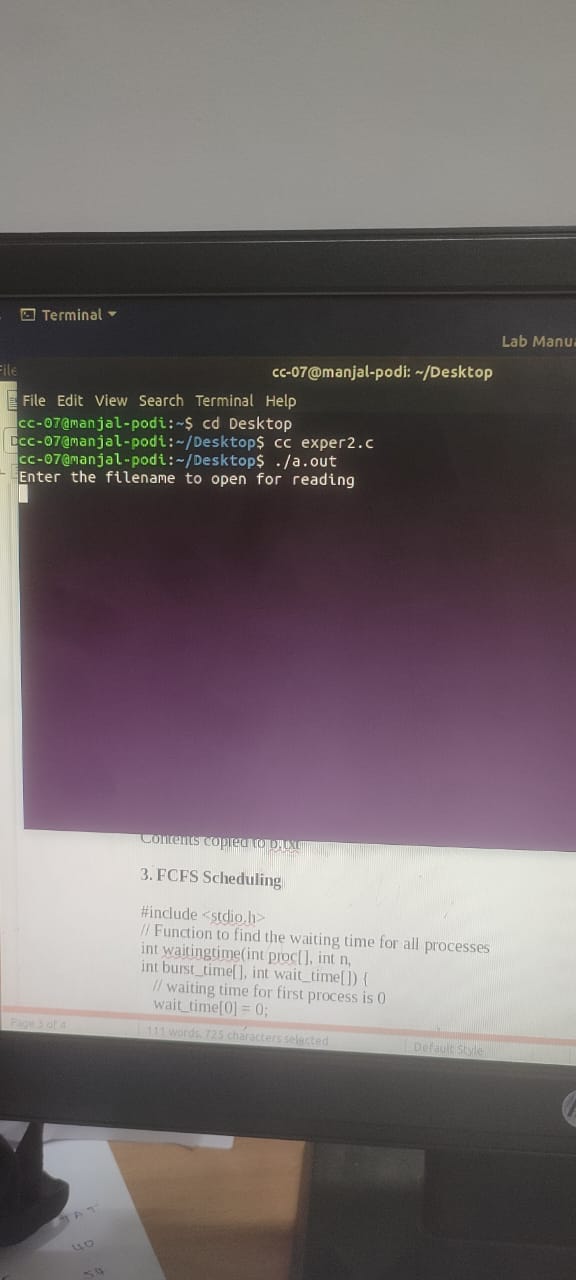 Terminal
Lab Manu
File
cc-07@manjal-podi: ~/Desktop
File Edit View Search Terminal Help
cc-07@manjal-podi:~$ cd Desktop
cc-07@manjal-podi:~/Desktop$ cc exper2.c
cc-07@manjal-podi:~/Desktop$ ./a.out
Enter the filename to open for reading
Contents copied to b.txt
3. FCFS Scheduling
#include <stdio.h>
// Function to find the waiting time for all processes
int waitingtime(int proc[], int n,
int burst_time[], int wait_time[]) {
// waiting time for first process is 0
wait_time[0] = 0;
Page 3 of 4 111 words, 725 characters selected Default Style
40